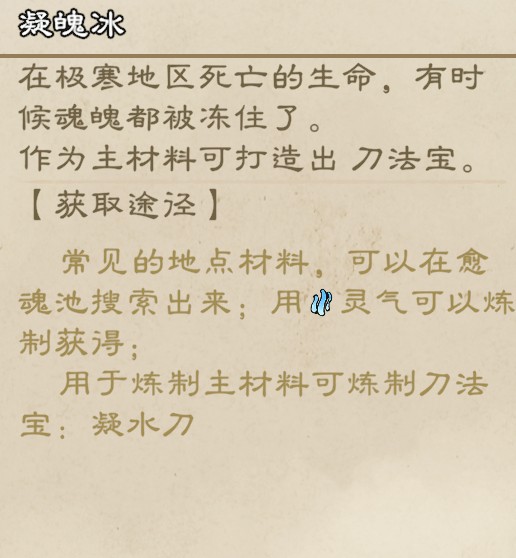 凝魄冰
在极寒地区死亡的生命，有时
候魂魄都被冻住了。
作为主材料可打造出 刀法宝。
【获取途径】
常见的地点材料，可以在愈
魂池搜索出来；用灵气可以炼
制获得；
用于炼制主材料可炼制刀法
宝：凝水刀